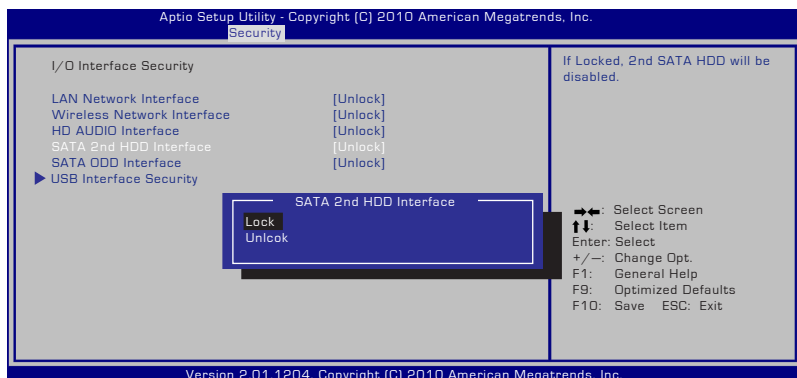 Aptio Setup Utility - Copyright (C) 2010 American Megatrends, Inc.
Security
I/O Interface Security
LAN Network Interface [Unlock]
Wireless Network Interface [Unlock]
HD AUDIO Interface [Unlock]
SATA 2nd HDD Interface [Unlock]
SATA ODD Interface [Unlock]
USB Interface Security
SATA 2nd HDD Interface
Lock
Unlcok
If Locked, 2nd SATA HDD will be
disabled.
→←: Select Screen
↑↓: Select Item
Enter: Select
+/—: Change Opt.
F1: General Help
F9: Optimized Defaults
F10: Save ESC: Exit
Version 2.01.1204. Copyright (C) 2010 American Megatrends, Inc.